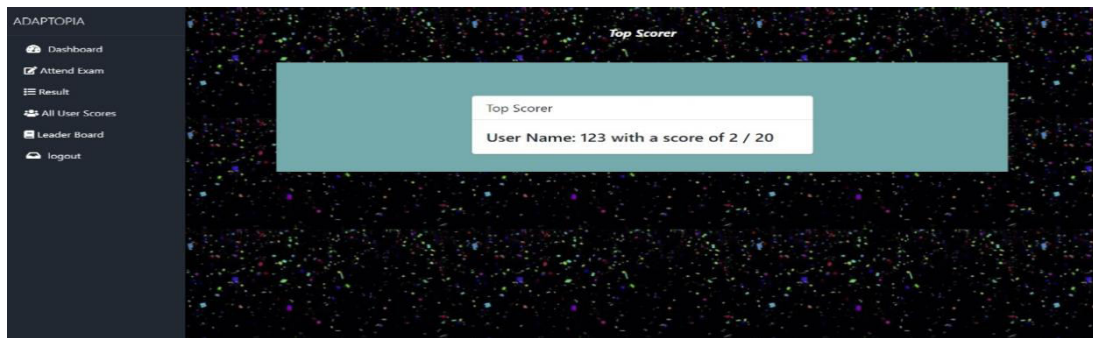 ADAPTOPIA
Dashboard
Attend Exam
Result
All User Scores
Leader Board
logout
Top Scorer
Top Scorer
User Name: 123 with a score of 2 / 20